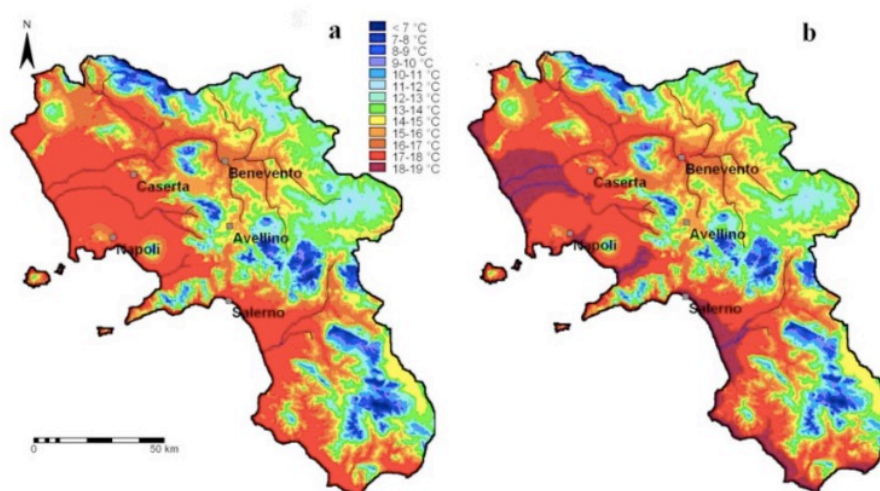 N
a
< 7 °C
7-8 °C
8-9 °C
9-10 °C
10-11 °C
11-12 °C
12-13 °C
13-14 °C
14-15 °C
15-16 °C
16-17 °C
17-18 °C
18-19 °C
Benevento
Caserta
Avellino
Napoli
Salerno
0 50 km
b
Benevento
Caserta
Avellino
Napoli
Salerno